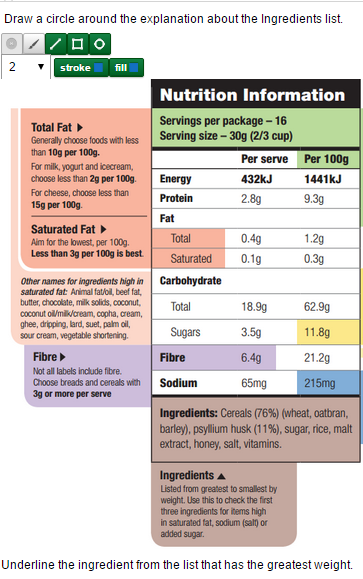 Draw a circle around the explanation about the Ingredients list.
2
stroke
fill
Nutrition Information
Servings per package – 16
Serving size – 30g (2/3 cup)
Per serve Per 100g
Energy 432kJ 1441kJ
Protein 2.8g 9.3g
Fat
Total 0.4g 1.2g
Saturated 0.1g 0.3g
Carbohydrate
Total 18.9g 62.9g
Sugars 3.5g 11.8g
Fibre 6.4g 21.2g
Sodium 65mg 215mg
Ingredients: Cereals (76%) (wheat, oatbran,
barley), psyllium husk (11%), sugar, rice, malt
extract, honey, salt, vitamins.
Total Fat
Generally choose foods with less
than 10g per 100g.
For milk, yogurt and icecream,
choose less than 2g per 100g.
For cheese, choose less than
15g per 100g.
Saturated Fat
Aim for the lowest, per 100g.
Less than 3g per 100g is best.
Other names for ingredients high in
saturated fat: Animal fat/oil, beef fat,
butter, chocolate, milk solids, coconut,
coconut oil/milk/cream, copha, cream,
ghee, dripping, lard, suet, palm oil,
sour cream, vegetable shortening.
Fibre
Not all labels include fibre.
Choose breads and cereals with
3g or more per serve
Ingredients
Listed from greatest to smallest by
weight. Use this to check the first
three ingredients for items high
in saturated fat, sodium (salt) or
added sugar.
Underline the ingredient from the list that has the greatest weight.